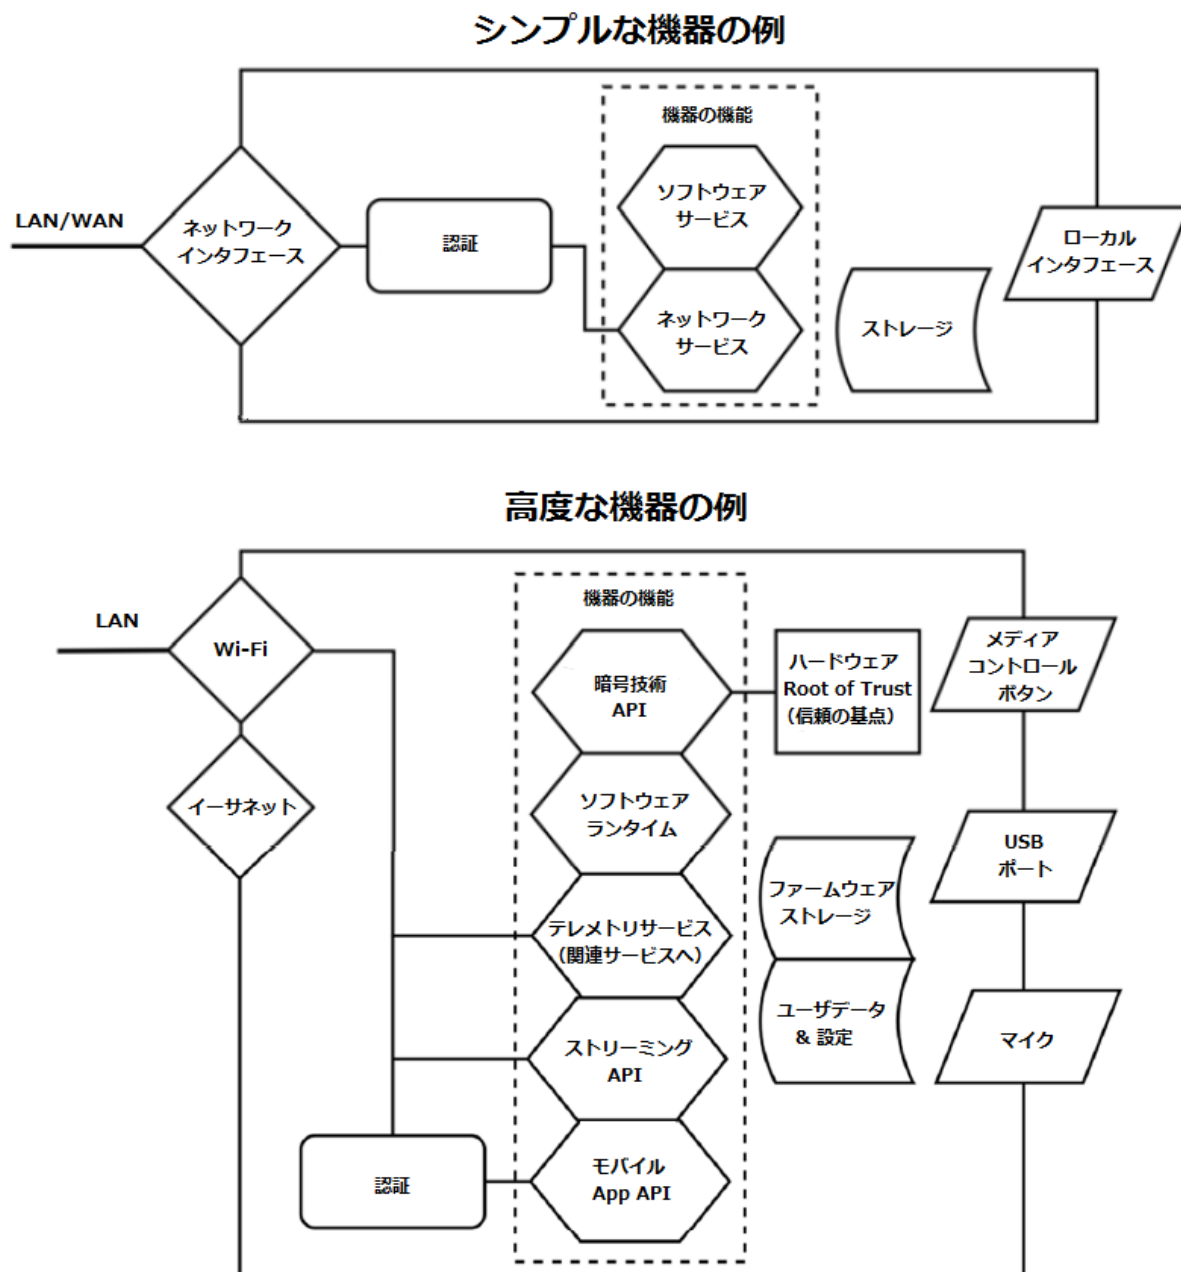 シンプルな機器の例
機器の機能
LAN/WAN
ネットワーク
インタフェース
認証
ソフトウェア
サービス
ネットワーク
サービス
ストレージ
ローカル
インタフェース
高度な機器の例
機器の機能
LAN
Wi-Fi
イーサネット
認証
暗号技術
API
ソフトウェア
ランタイム
テレメトリサービス
（関連サービスへ）
ストリーミング
API
モバイル
App API
ハードウェア
Root of Trust
（信頼の基点）
ファームウェア
ストレージ
ユーザデータ
& 設定
メディア
コントロール
ボタン
USB
ポート
マイク